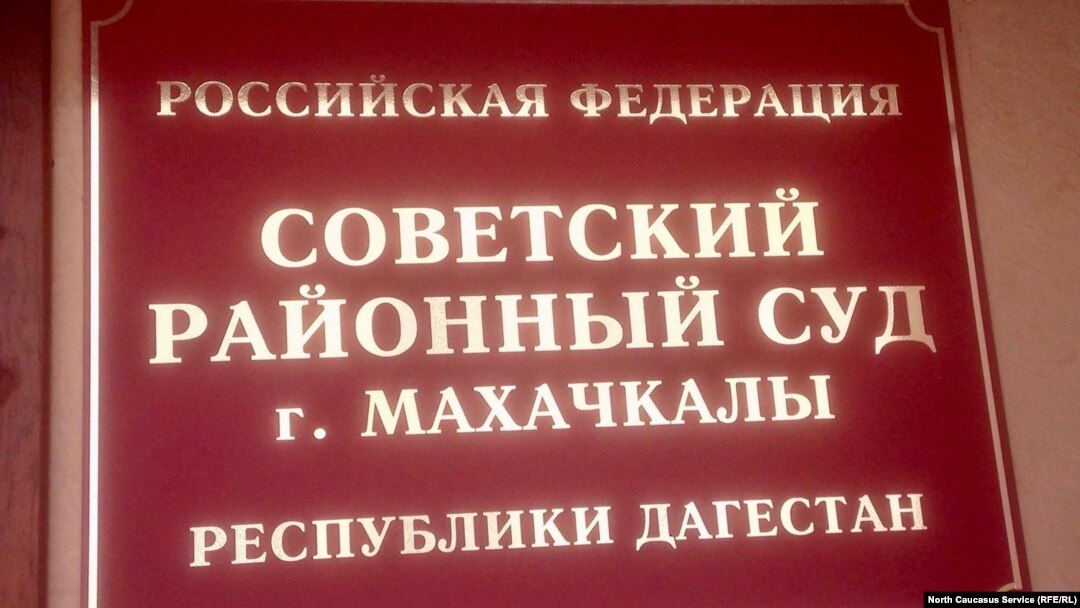 РОССИЙСКАЯ ФЕДЕРАЦИЯ
СОВЕТСКИЙ
РАЙОННЫЙ СУД
г. МАХАЧКАЛЫ
РЕСПУБЛИКИ ДАГЕСТАН
North Caucasus Service (RFE/RL)